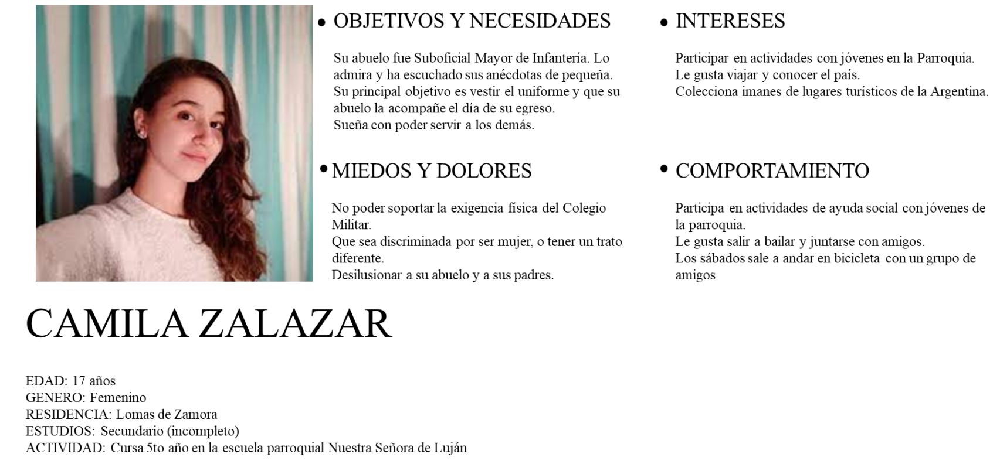 • OBJETIVOS Y NECESIDADES
Su abuelo fue Suboficial Mayor de Infantería. Lo
admira y ha escuchado sus anécdotas de pequeña.
Su principal objetivo es vestir el uniforme y que su
abuelo la acompañe el día de su egreso.
Sueña con poder servir a los demás.
• INTERESES
Participar en actividades con jóvenes en la Parroquia.
Le gusta viajar y conocer el país.
Colecciona imanes de lugares turísticos de la Argentina.
• MIEDOS Y DOLORES
No poder soportar la exigencia física del Colegio
Militar.
Que sea discriminada por ser mujer, o tener un trato
diferente.
Desilusionar a su abuelo y a sus padres.
• COMPORTAMIENTO
Participa en actividades de ayuda social con jóvenes de
la parroquia.
Le gusta salir a bailar y juntarse con amigos.
Los sábados sale a andar en bicicleta con un grupo de
amigos
CAMILA ZALAZAR
EDAD: 17 años
GENERO: Femenino
RESIDENCIA: Lomas de Zamora
ESTUDIOS: Secundario (incompleto)
ACTIVIDAD: Cursa 5to año en la escuela parroquial Nuestra Señora de Luján